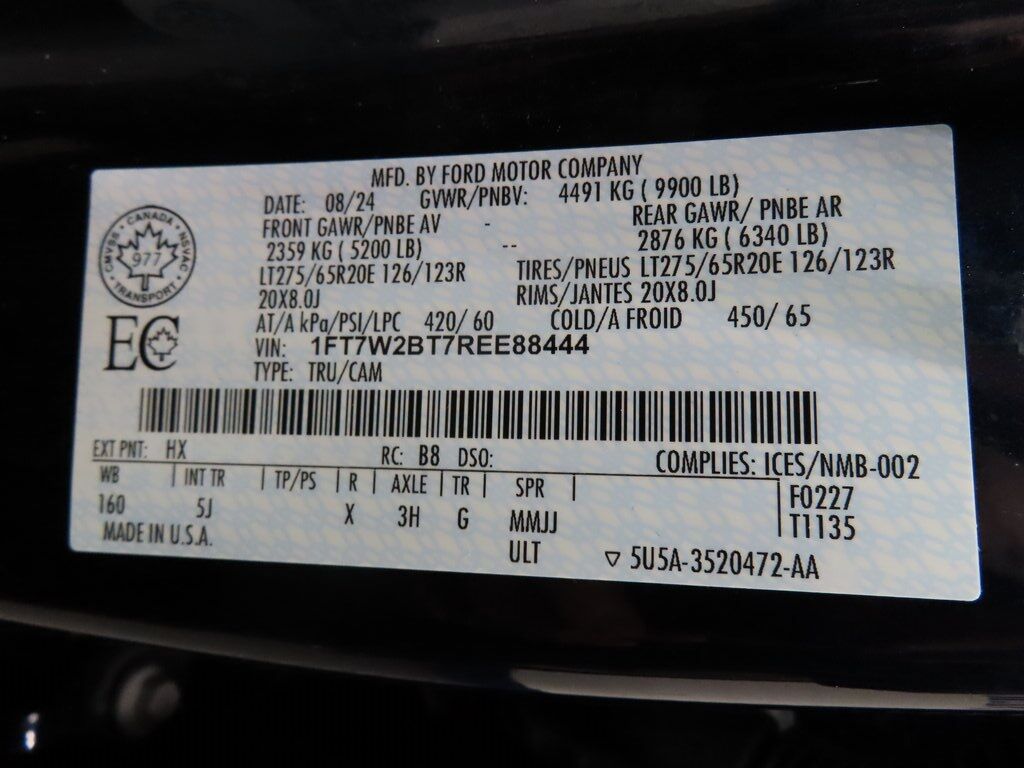 MFD. BY FORD MOTOR COMPANY
DATE: 08/24 GVWR/PNBV: 4491 KG ( 9900 LB)
FRONT GAWR/PNBE AV - REAR GAWR/ PNBE AR
2359 KG ( 5200 LB) -- 2876 KG ( 6340 LB)
LT275/65R20E 126/123R TIRES/PNEUS LT275/65R20E 126/123R
20X8.0J RIMS/JANTES 20X8.0J
AT/A kPa/PSI/LPC 420/ 60 COLD/A FROID 450/ 65
VIN: 1FT7W2BT7REE88444
TYPE: TRU/CAM
CANADA
CMVSS 977 NSVAC
TRANSPORT
EC
EXT PNT: HX RC: B8 DSO: COMPLIES: ICES/NMB-002
WB | INT TR | TP/PS | R | AXLE | TR | SPR | F0227
160 5J X 3H G MMJJ T1135
MADE IN U.S.A. ULT ▽ 5U5A-3520472-AA